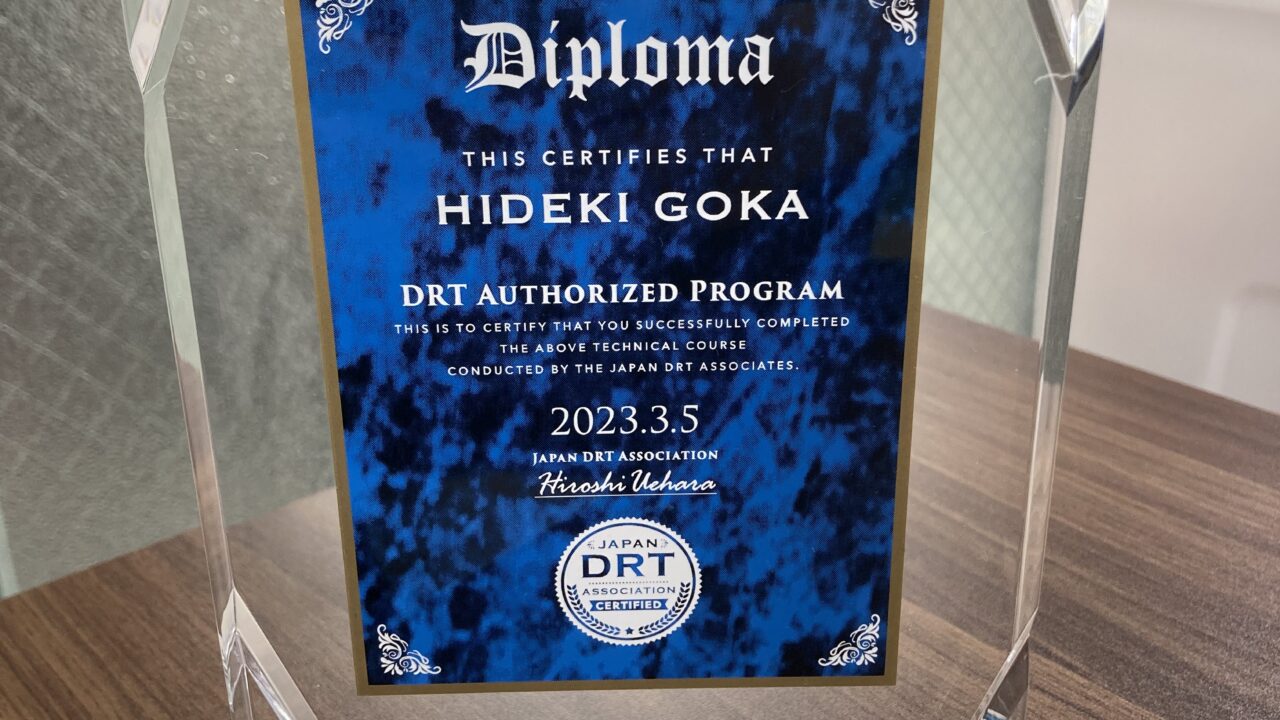 Diploma
THIS CERTIFIES THAT
HIDEKI GOKA
DRT AUTHORIZED PROGRAM
THIS IS TO CERTIFY THAT YOU SUCCESSFULLY COMPLETED
THE ABOVE TECHNICAL COURSE
CONDUCTED BY THE JAPAN DRT ASSOCIATES.
2023.3.5
JAPAN DRT ASSOCIATION
Hiroshi Uehara
JAPAN
DRT
ASSOCIATION
CERTIFIED